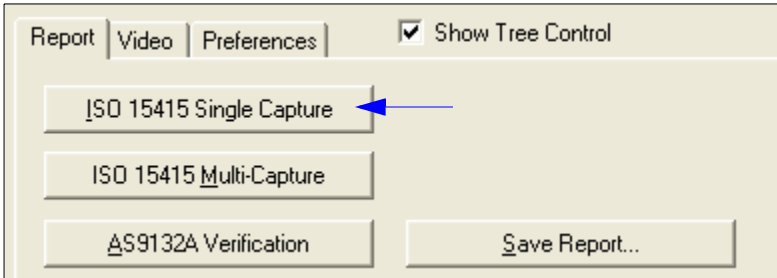 Report Video Preferences Show Tree Control
ISO 15415 Single Capture
ISO 15415 Multi-Capture
AS9132A Verification Save Report...